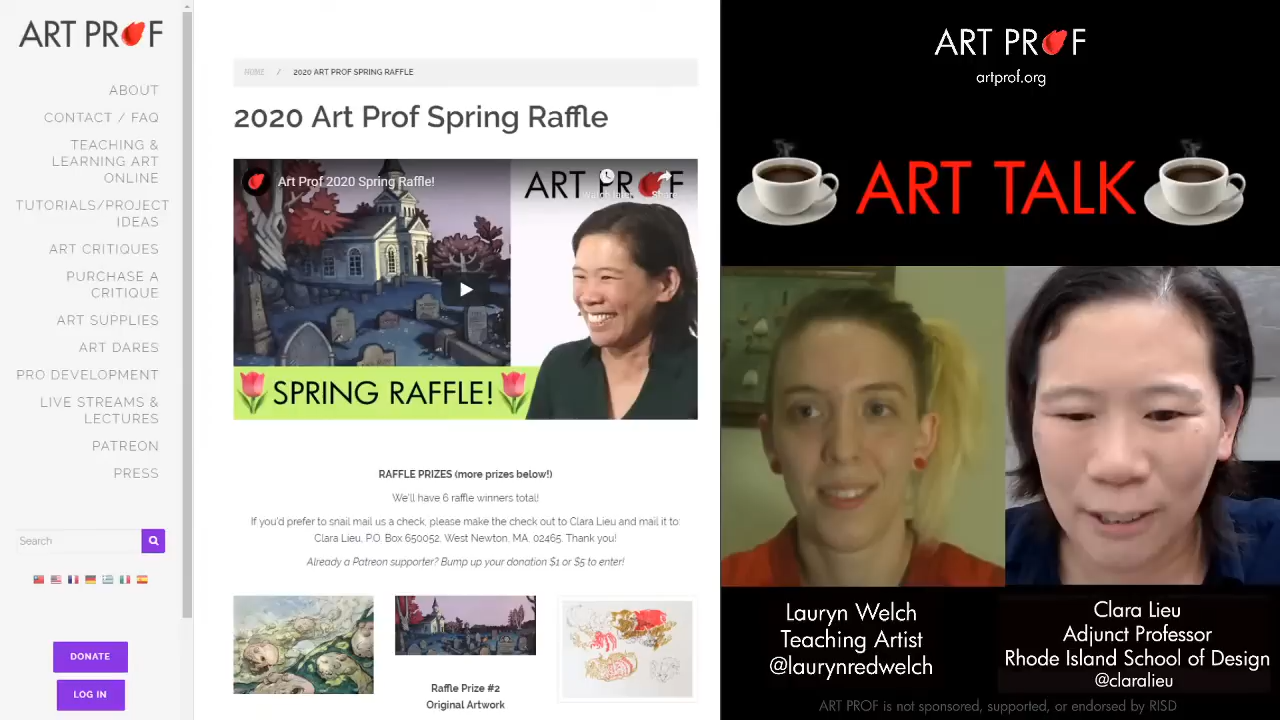 ART PROF
ABOUT
CONTACT / FAQ
TEACHING &
LEARNING ART
ONLINE
TUTORIALS/PROJECT
IDEAS
ART CRITIQUES
PURCHASE A
CRITIQUE
ART SUPPLIES
ART DARES
PRO DEVELOPMENT
LIVE STREAMS &
LECTURES
PATREON
PRESS
Search
DONATE
LOG IN
HOME / 2020 ART PROF SPRING RAFFLE
2020 Art Prof Spring Raffle
Art Prof 2020 Spring Raffle!
ART PROF
SPRING RAFFLE!
RAFFLE PRIZES (more prizes below!)
We'll have 6 raffle winners total!
If you'd prefer to snail mail us a check, please make the check out to Clara Lieu and mail it to:
Clara Lieu, P.O. Box 650052, West Newton, MA, 02465. Thank you!
Already a Patreon supporter? Bump up your donation $1 or $5 to enter!
Raffle Prize #2
Original Artwork
ART PROF
artprof.org
ART TALK
Lauryn Welch
Teaching Artist
@laurynredwelch
Clara Lieu
Adjunct Professor
Rhode Island School of Design
@claralieu
ART PROF is not sponsored, supported, or endorsed by RISD